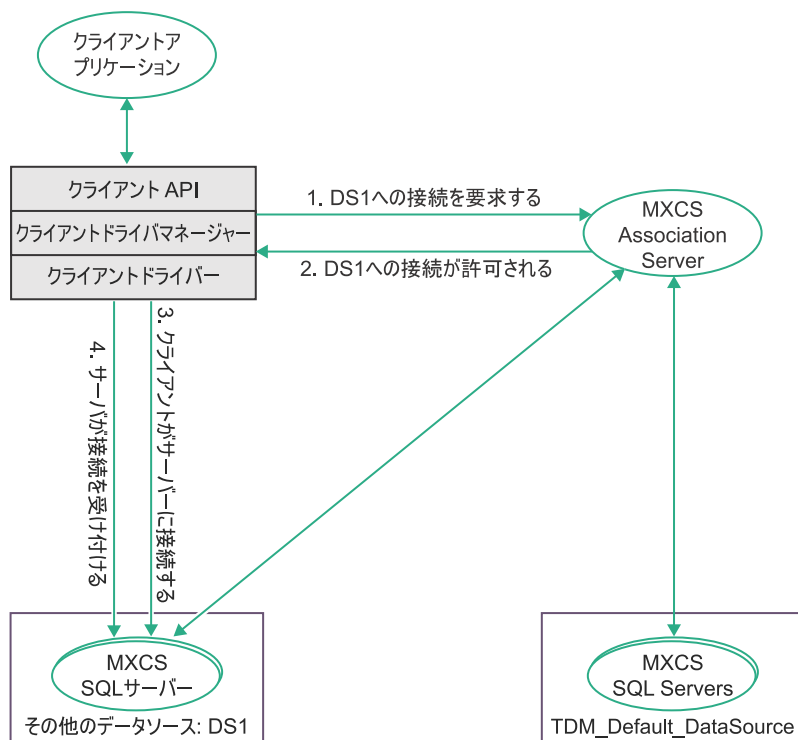 クライアントア
プリケーション
クライアント API
クライアントドライバマネージャー
クライアントドライバー
1. DS1への接続を要求する
2. DS1への接続が許可される
MXCS
Association
Server
3. クライアントがサーバーに接続する
4. サーバが接続を受け付ける
MXCS
SQLサーバー
その他のデータソース: DS1
MXCS
SQL Servers
TDM_Default_DataSource